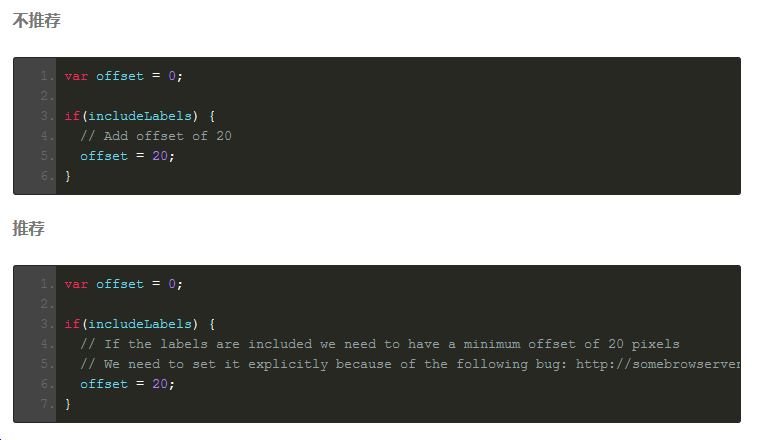 不推荐
1. var offset = 0;
2.
3. if(includeLabels) {
4.   // Add offset of 20
5.   offset = 20;
6. }
推荐
1. var offset = 0;
2.
3. if(includeLabels) {
4.   // If the labels are included we need to have a minimum offset of 20 pixels
5.   // We need to set it explicitly because of the following bug: http://somebrowserven
6.   offset = 20;
7. }